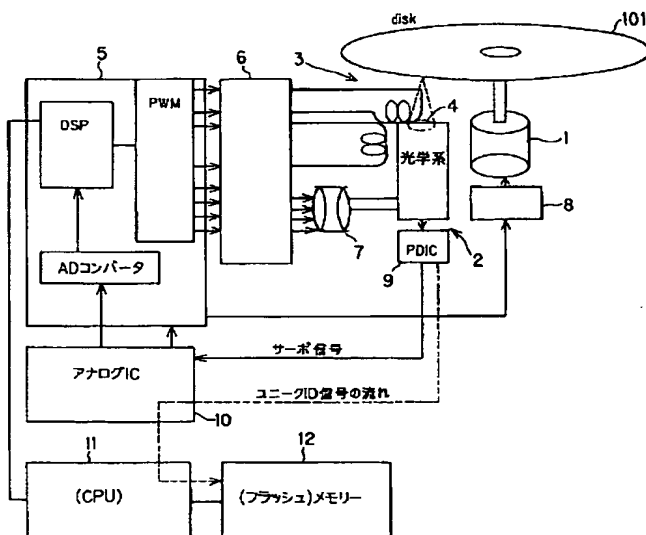 disk
101
3
5
6
PWM
DSP
4
1
光学系
8
7
PDIC
2
9
ADコンバータ
サーボ信号
アナログIC
ユニークID信号の流れ
10
11
12
(CPU)
(フラッシュ)メモリー